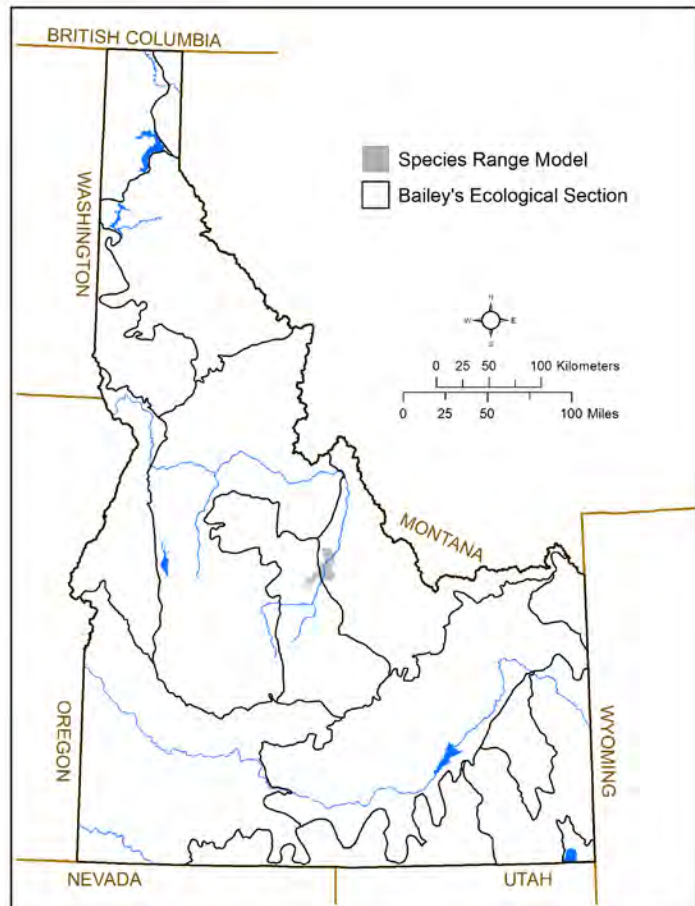 BRITISH COLUMBIA
WASHINGTON
Species Range Model
Bailey's Ecological Section
N
W E
S
0 25 50 100 Kilometers
0 25 50 100 Miles
MONTANA
OREGON
WYOMING
NEVADA UTAH